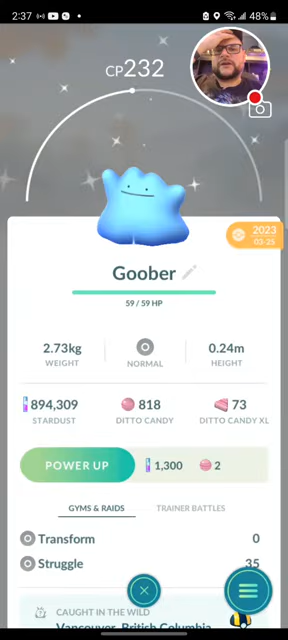 2:37
48%
CP232
2023
03-25
Goober
59 / 59 HP
2.73kg
WEIGHT
NORMAL
0.24m
HEIGHT
894,309
STARDUST
818
DITTO CANDY
73
DITTO CANDY XL
POWER UP
1,300
2
GYMS & RAIDS
TRAINER BATTLES
Transform
0
Struggle
35
CAUGHT IN THE WILD
Vancouver, British Columbia